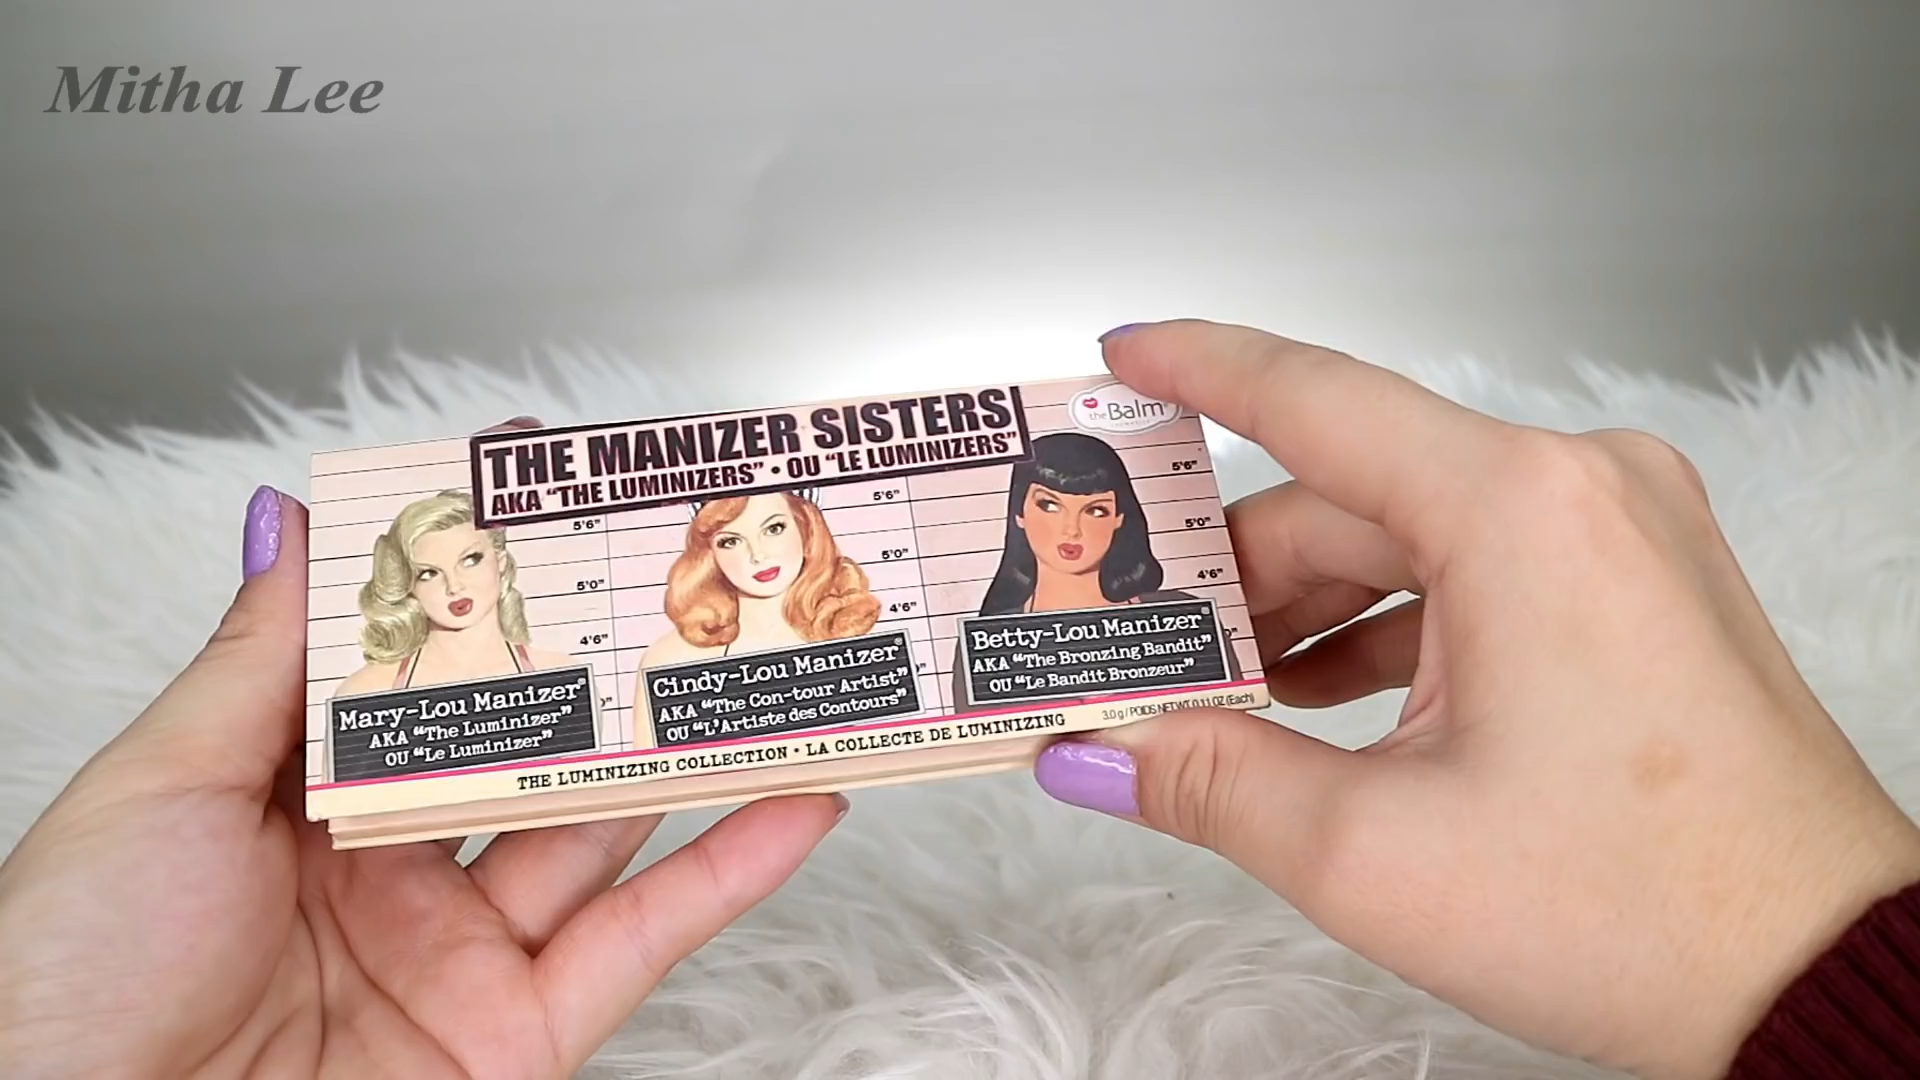 Mitha Lee
THE MANIZER SISTERS
AKA "THE LUMINIZERS" • OU "LE LUMINIZERS"
theBalm
5'6"
5'0"
4'6"
5'6"
5'0"
4'6"
5'6"
5'0"
4'6"
Mary-Lou Manizer®
AKA "The Luminizer"
OU "Le Luminizer"
Cindy-Lou Manizer®
AKA "The Con-tour Artist"
OU "L'Artiste des Contours"
Betty-Lou Manizer®
AKA "The Bronzing Bandit"
OU "Le Bandit Bronzeur"
THE LUMINIZING COLLECTION • LA COLLECTE DE LUMINIZING
3.0 g / POIDS NET WT. 0.11 OZ (Each)